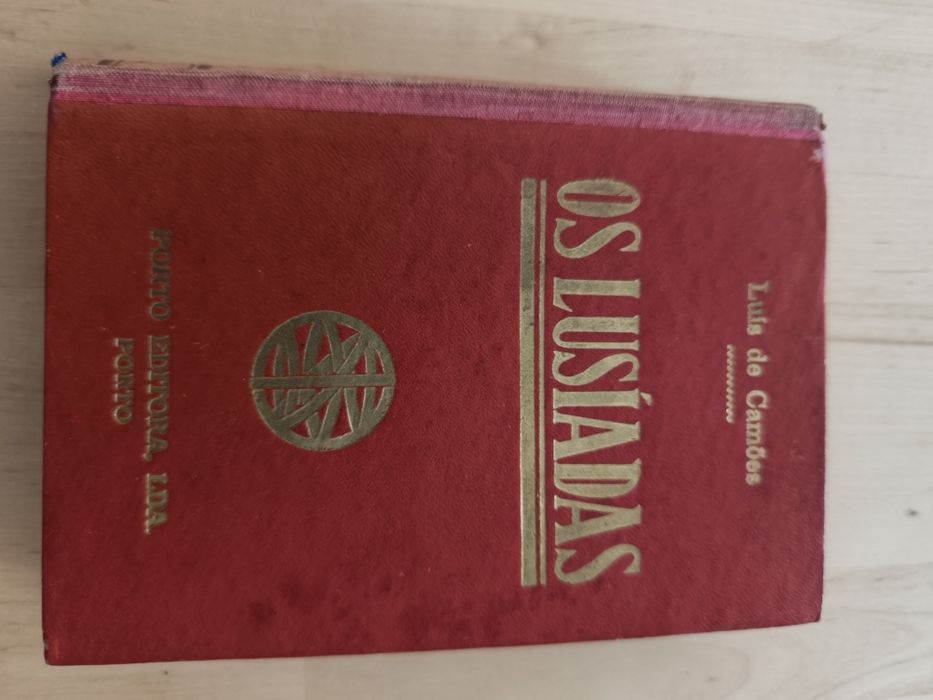 Luís de Camões
OS LUSÍADAS
PORTO EDITORA, LDA.
PORTO